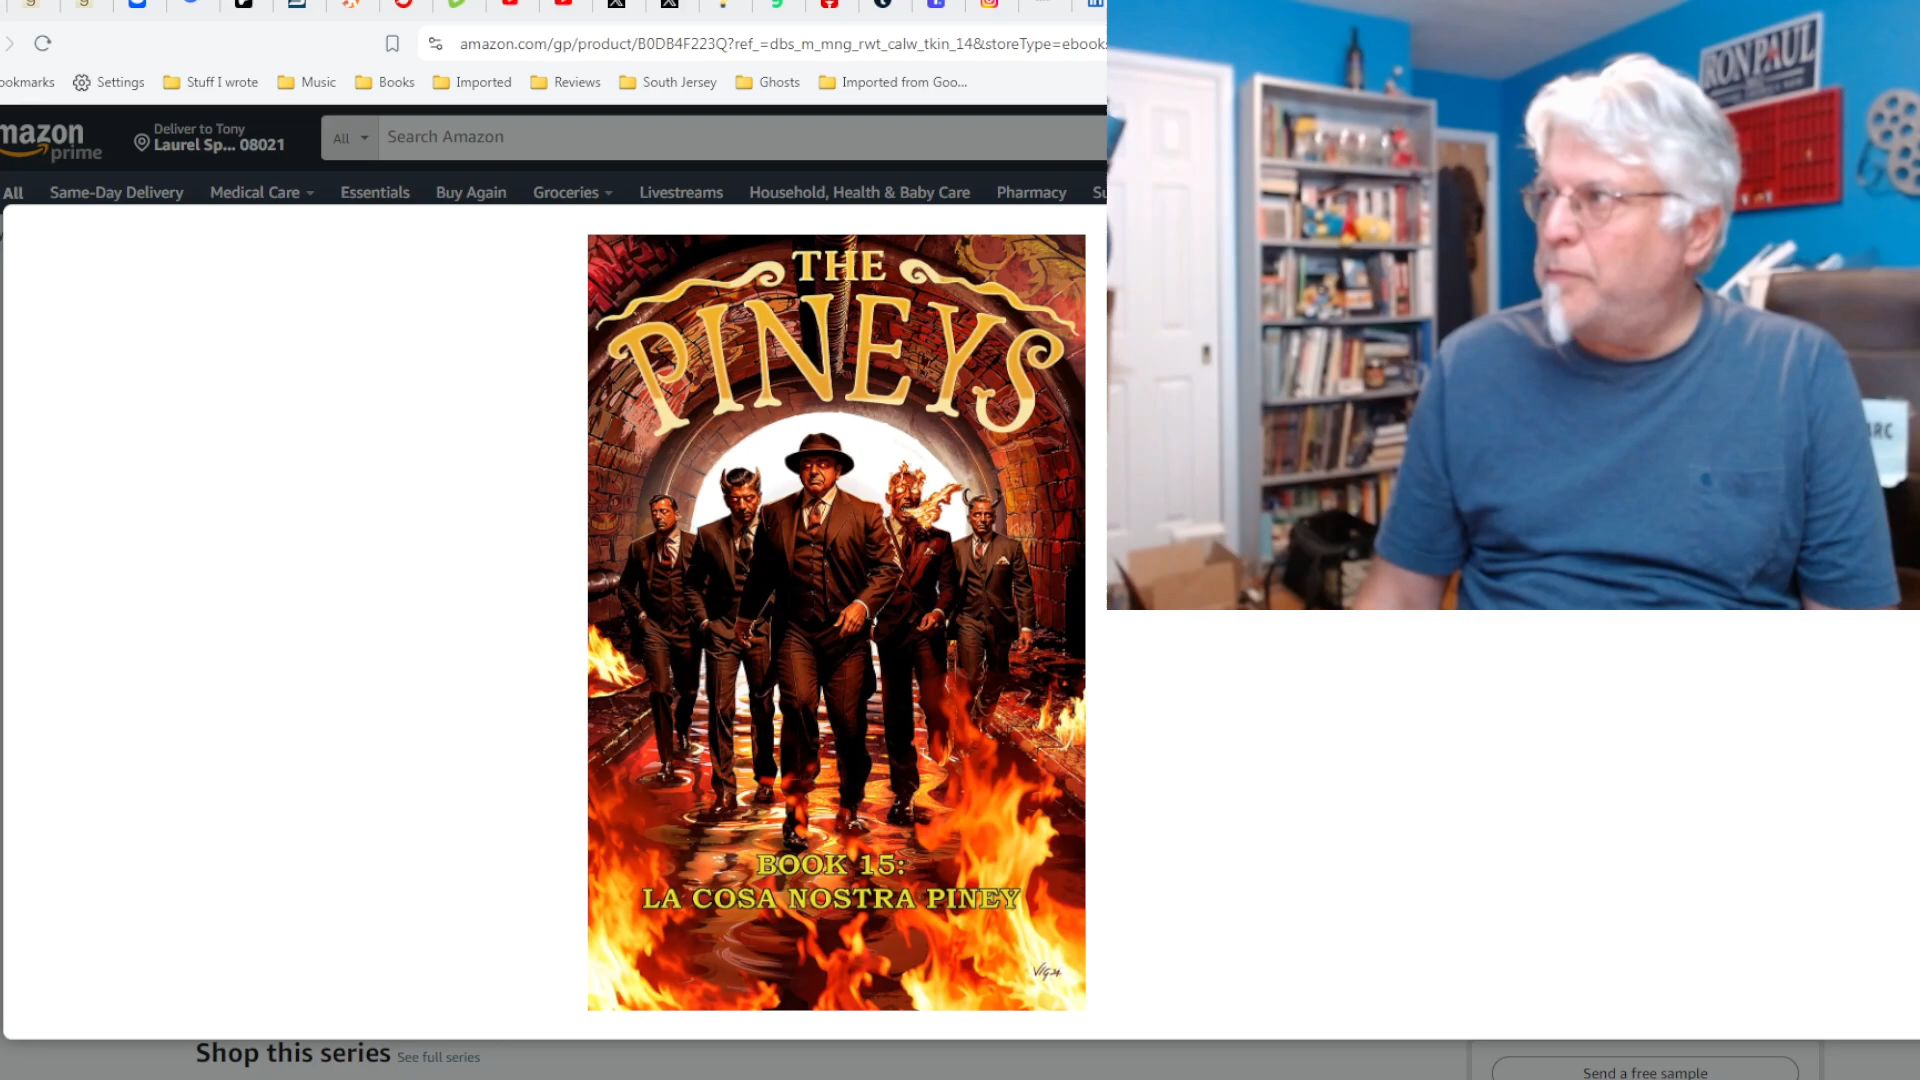 amazon.com/gp/product/B0DB4F223Q?ref_=dbs_m_mng_rwt_calw_tkin_14&storeType=ebook
ookmarks Settings Stuff I wrote Music Books Imported Reviews South Jersey Ghosts Imported from Goo...
mazon
prime
Deliver to Tony
Laurel Sp... 08021
All
Search Amazon
All Same-Day Delivery Medical Care Essentials Buy Again Groceries Livestreams Household, Health & Baby Care Pharmacy Su
RON PAUL
THE
PINEYS
BOOK 15:
LA COSA NOSTRA PINEY
Shop this series See full series
Send a free sample